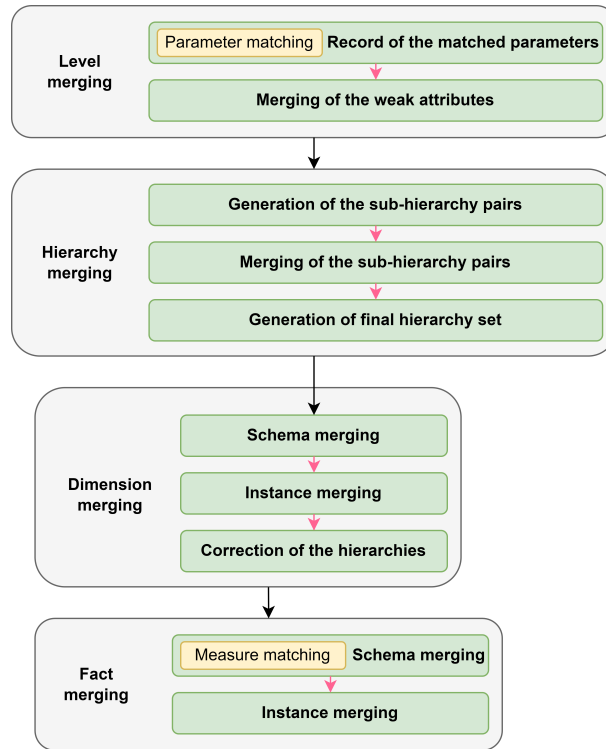 Level
merging
Parameter matching Record of the matched parameters
Merging of the weak attributes
Hierarchy
merging
Generation of the sub-hierarchy pairs
Merging of the sub-hierarchy pairs
Generation of final hierarchy set
Dimension
merging
Schema merging
Instance merging
Correction of the hierarchies
Fact
merging
Measure matching Schema merging
Instance merging